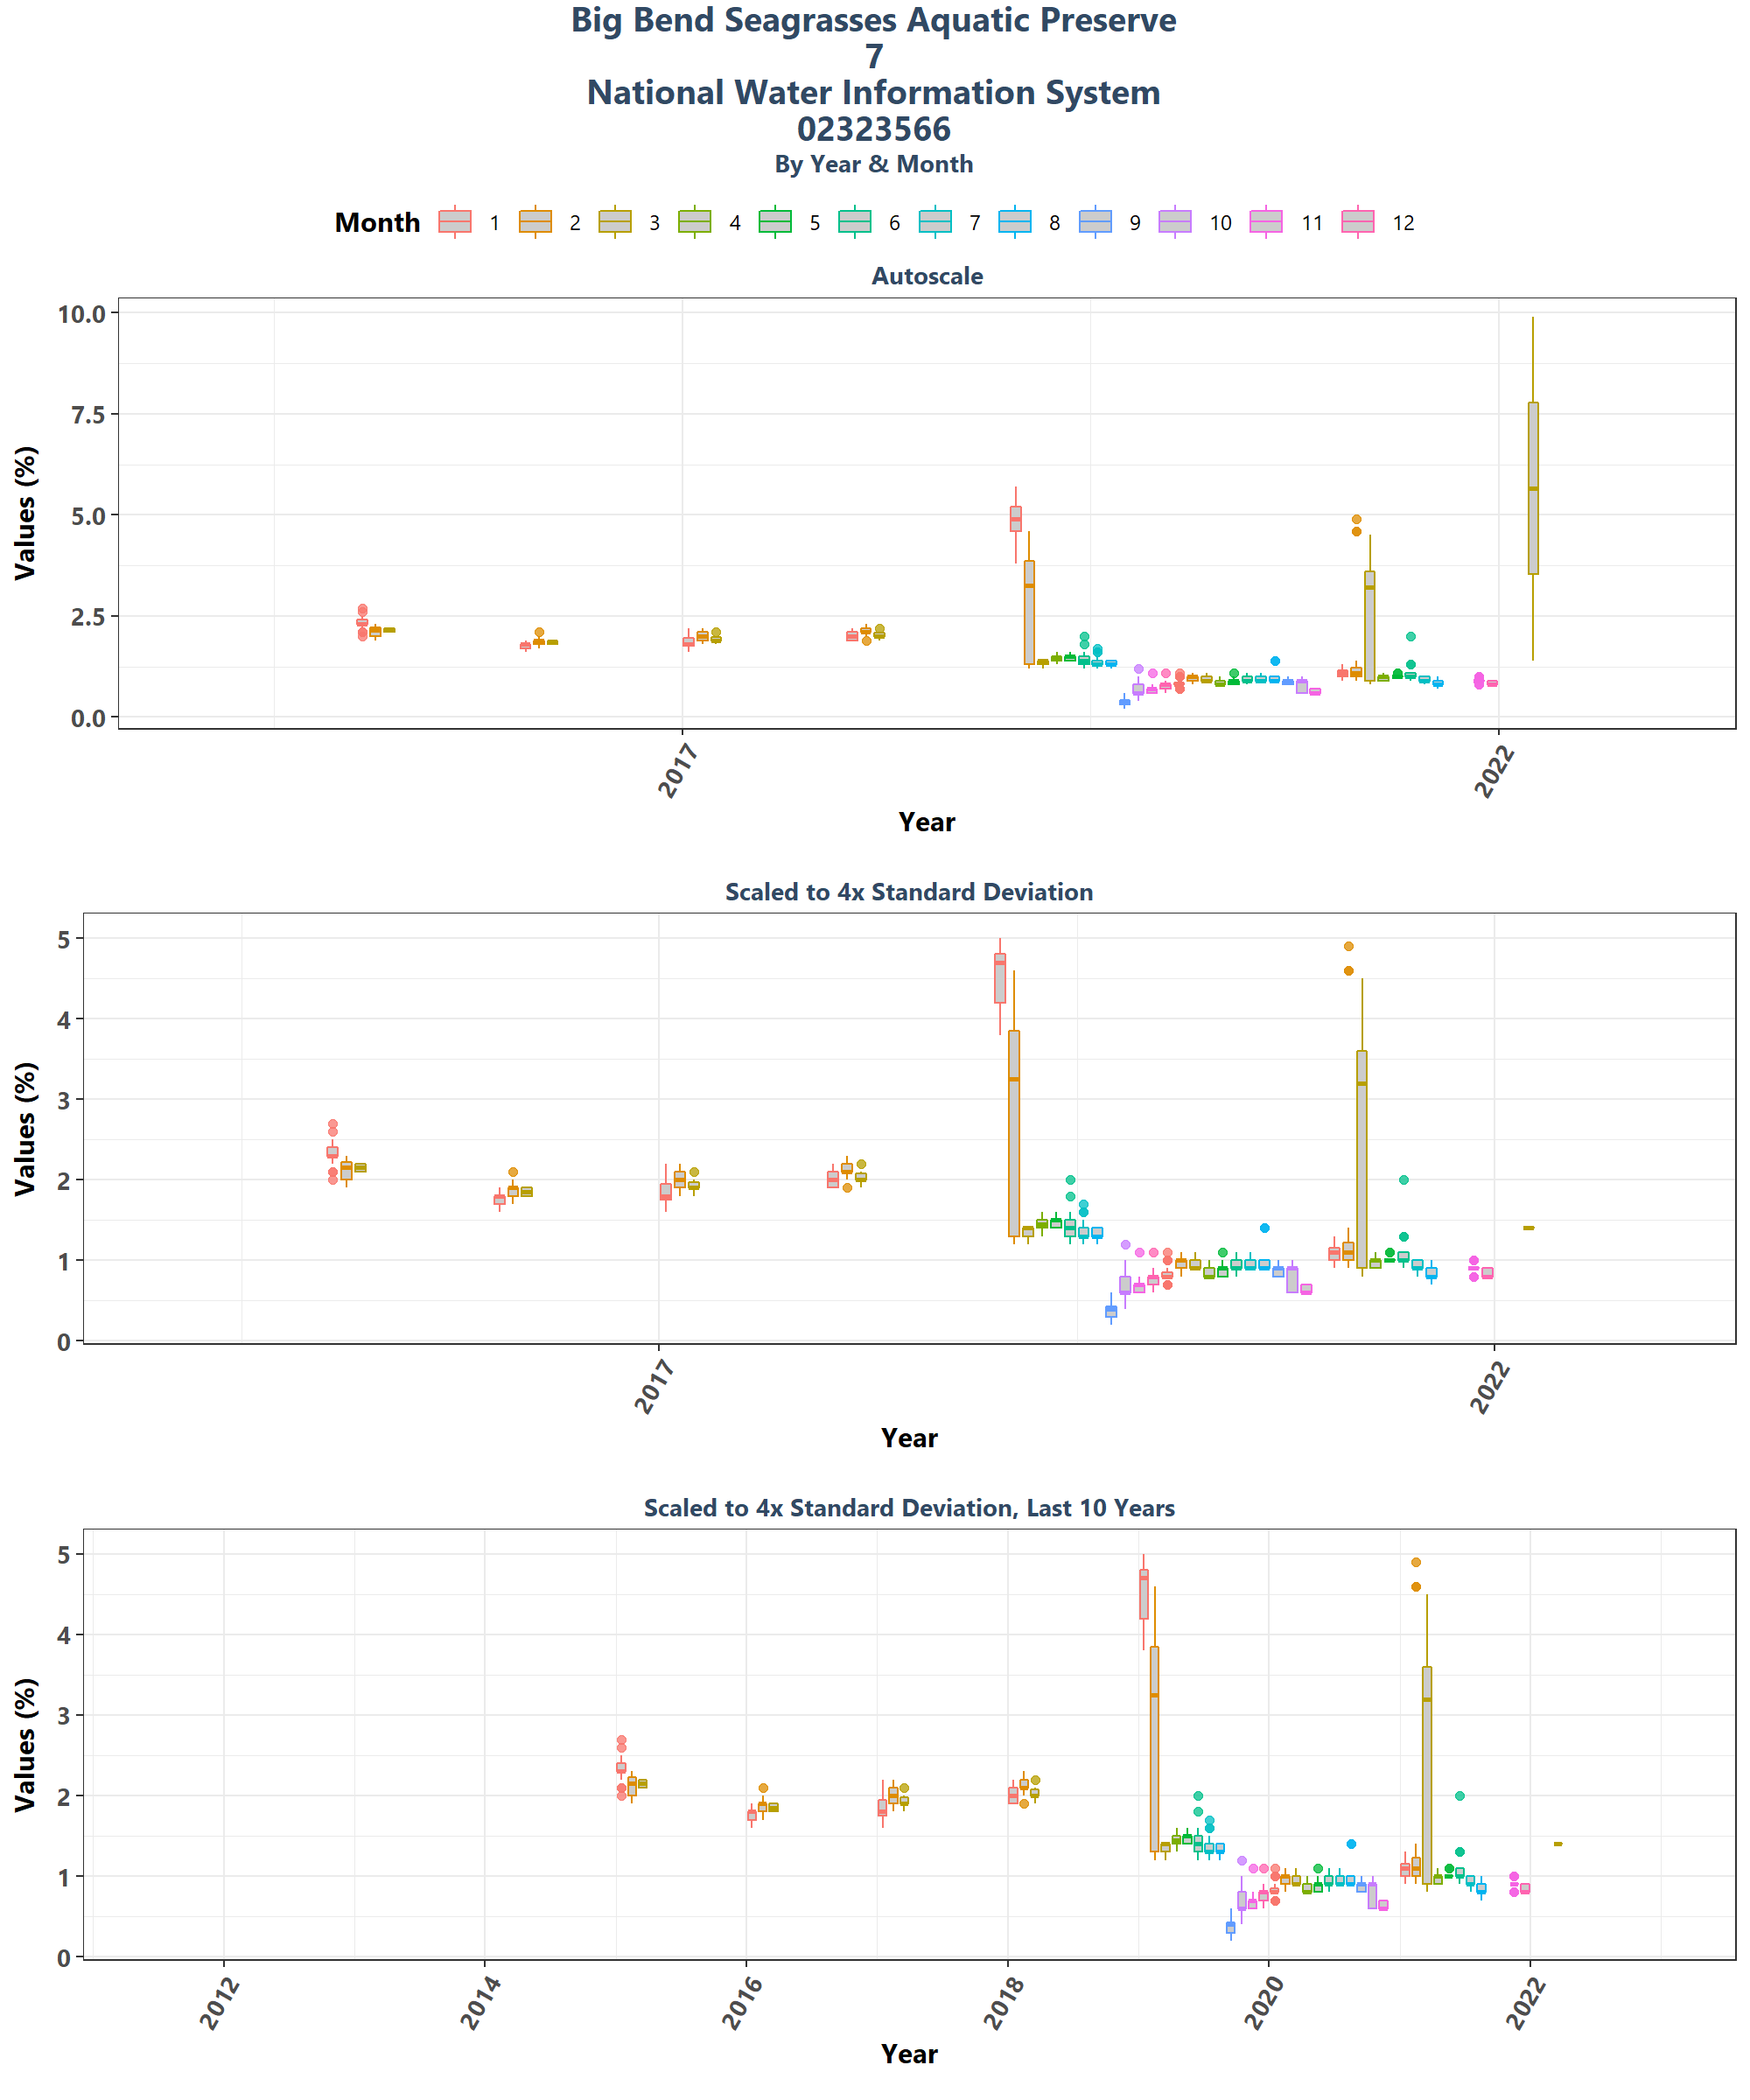 Big Bend Seagrasses Aquatic Preserve
7
National Water Information System
02323566
By Year & Month
Month 1 2 3 4 5 6 7 8 9 10 11 12
Autoscale
Values (%)
10.0
7.5
5.0
2.5
0.0
2017 2022
Year
Scaled to 4x Standard Deviation
Values (%)
5
4
3
2
1
0
2017 2022
Year
Scaled to 4x Standard Deviation, Last 10 Years
Values (%)
5
4
3
2
1
0
2012 2014 2016 2018 2020 2022
Year